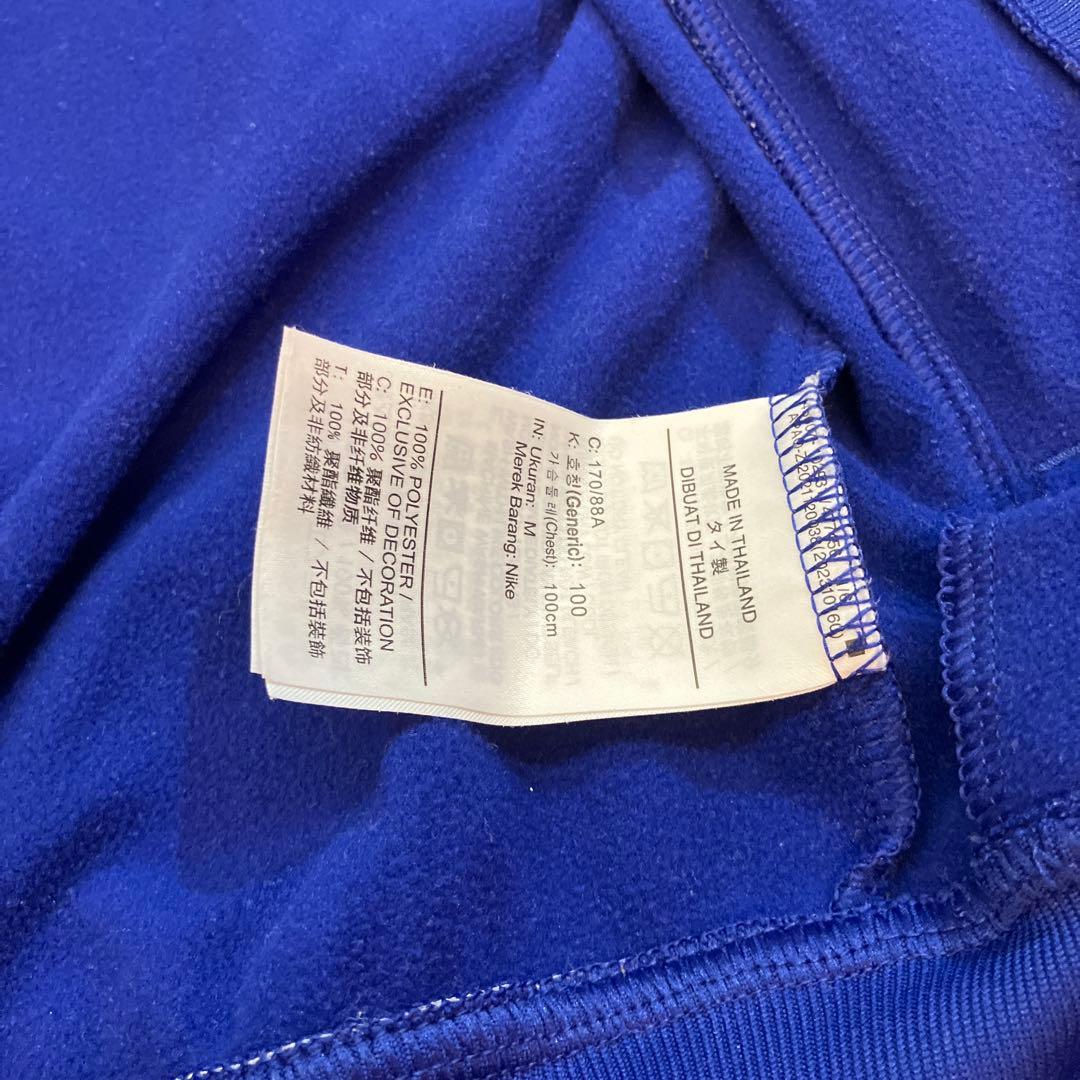 MADE IN THAILAND
タイ製
DIBUAT DI THAILAND
C: 170/88A
K: 호칭(Generic): 100
가슴둘레(Chest): 100cm
IN: Ukuran: M
Merek Barang: Nike
E: 100% POLYESTER /
EXCLUSIVE OF DECORATION
C: 100% 聚酯纤维 / 不包括装饰
部分及非纤维物质
T: 100% 聚酯纖維 / 不包括裝飾
部分及非紡織材料